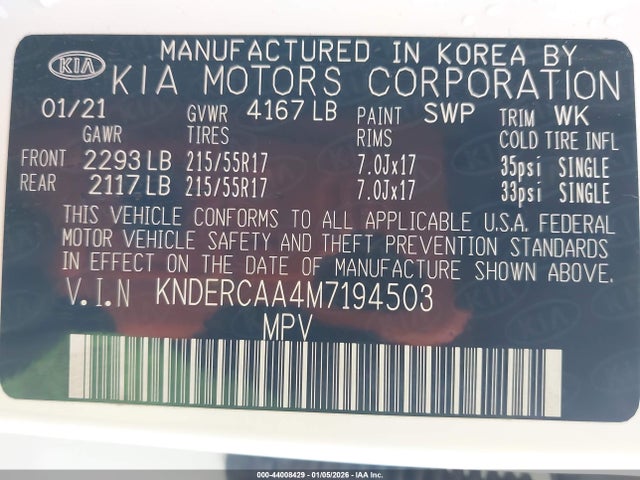 KIA MANUFACTURED IN KOREA BY
KIA MOTORS CORPORATION
01/21 GVWR 4167 LB PAINT SWP TRIM WK
GAWR TIRES RIMS COLD TIRE INFL
FRONT 2293 LB 215/55R17 7.0Jx17 35psi SINGLE
REAR 2117 LB 215/55R17 7.0Jx17 33psi SINGLE
THIS VEHICLE CONFORMS TO ALL APPLICABLE U.S.A. FEDERAL
MOTOR VEHICLE SAFETY AND THEFT PREVENTION STANDARDS
IN EFFECT ON THE DATE OF MANUFACTURE SHOWN ABOVE.
V.I.N KNDERCAA4M7194503
MPV
000-44008429 - 01/05/2026 - IAA Inc.